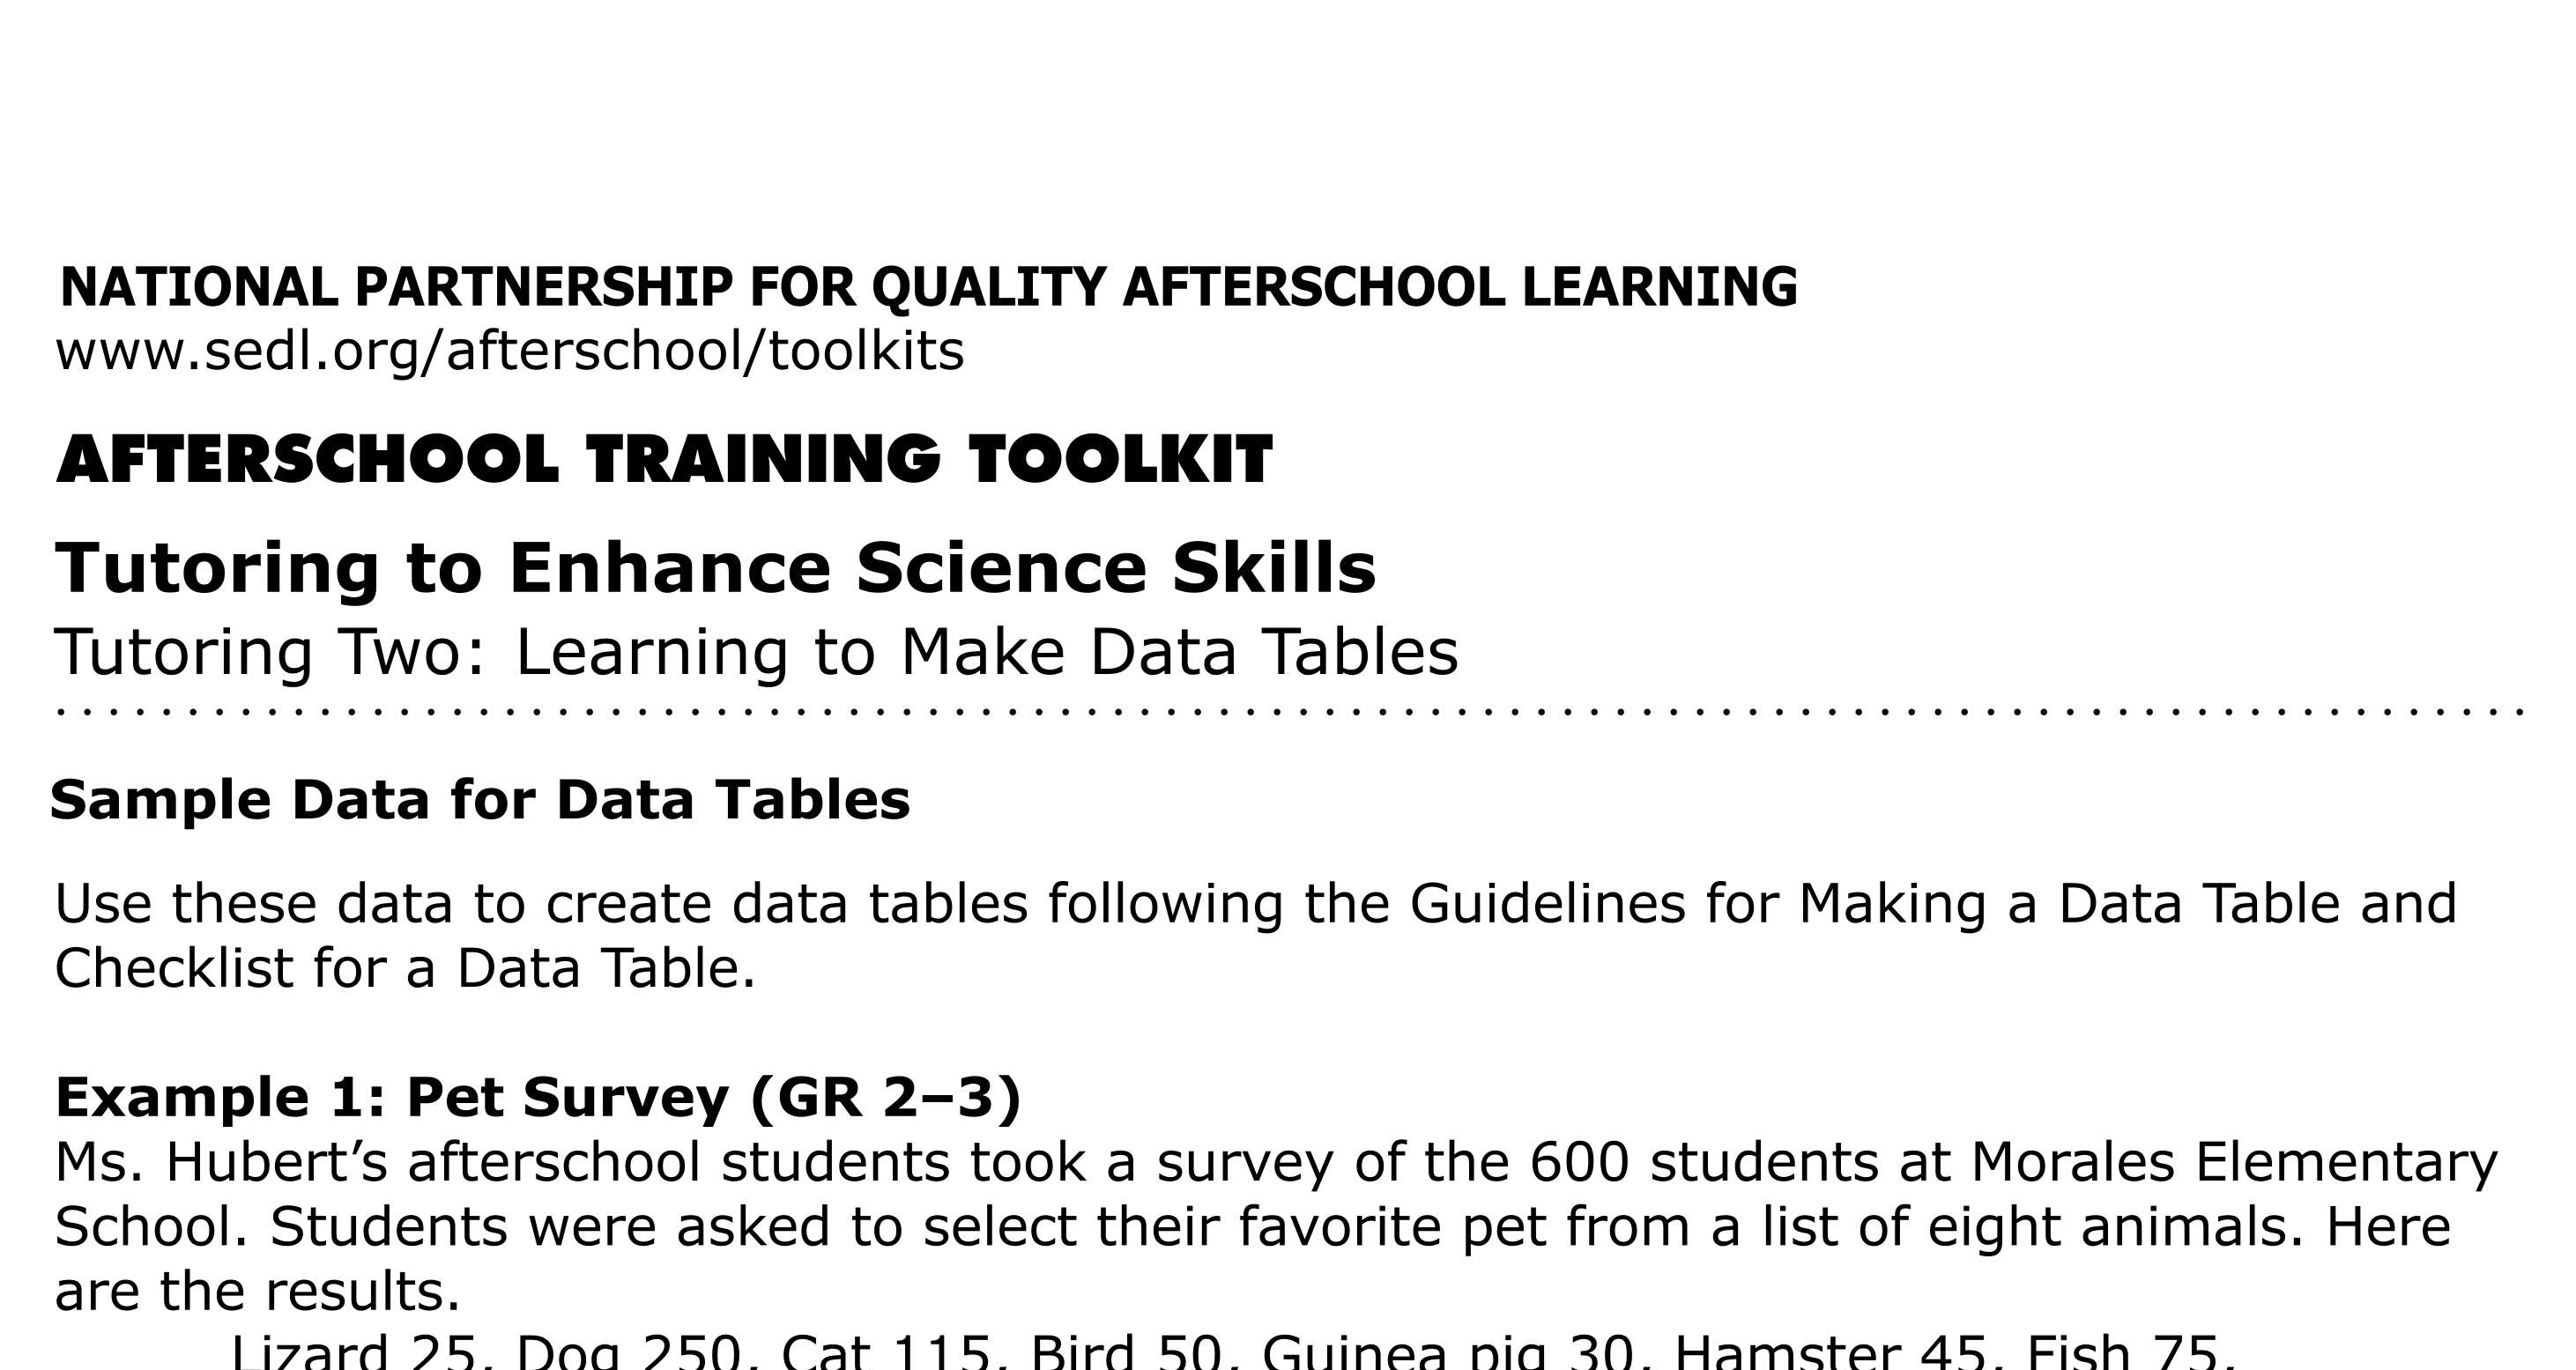 NATIONAL PARTNERSHIP FOR QUALITY AFTERSCHOOL LEARNING
www.sedl.org/afterschool/toolkits
AFTERSCHOOL TRAINING TOOLKIT
Tutoring to Enhance Science Skills
Tutoring Two: Learning to Make Data Tables
Sample Data for Data Tables
Use these data to create data tables following the Guidelines for Making a Data Table and
Checklist for a Data Table.
Example 1: Pet Survey (GR 2–3)
Ms. Hubert’s afterschool students took a survey of the 600 students at Morales Elementary
School. Students were asked to select their favorite pet from a list of eight animals. Here
are the results.
Lizard 25, Dog 250, Cat 115, Bird 50, Guinea pig 30, Hamster 45, Fish 75,